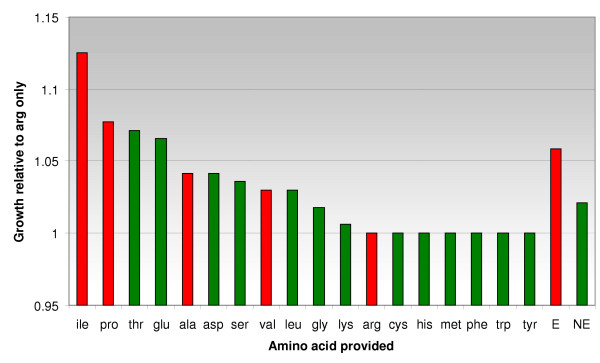 1.15
1.1
1.05
1
0.95
Growth relative to arg only
ile pro thr glu ala asp ser val leu gly lys arg cys his met phe trp tyr E NE
Amino acid provided